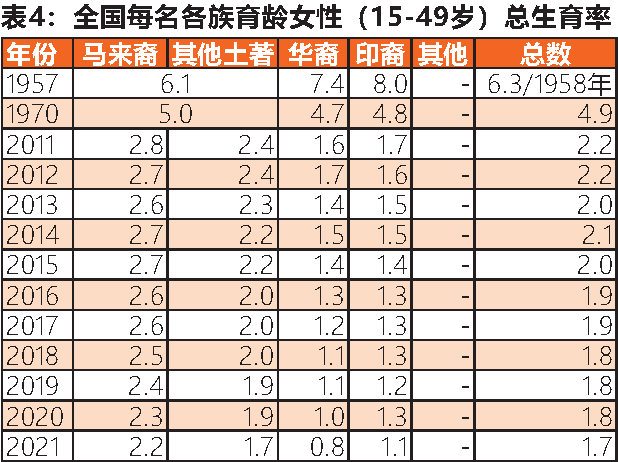 表4：全国每名各族育龄女性（15-49岁）总生育率
年份 马来裔 其他土著 华裔 印裔 其他 总数
1957 6.1 7.4 8.0 - 6.3/1958年
1970 5.0 4.7 4.8 - 4.9
2011 2.8 2.4 1.6 1.7 - 2.2
2012 2.7 2.4 1.7 1.6 - 2.2
2013 2.6 2.3 1.4 1.5 - 2.0
2014 2.7 2.2 1.5 1.5 - 2.1
2015 2.7 2.2 1.4 1.4 - 2.0
2016 2.6 2.0 1.3 1.3 - 1.9
2017 2.6 2.0 1.2 1.3 - 1.9
2018 2.5 2.0 1.1 1.3 - 1.8
2019 2.4 1.9 1.1 1.2 - 1.8
2020 2.3 1.9 1.0 1.3 - 1.8
2021 2.2 1.7 0.8 1.1 - 1.7